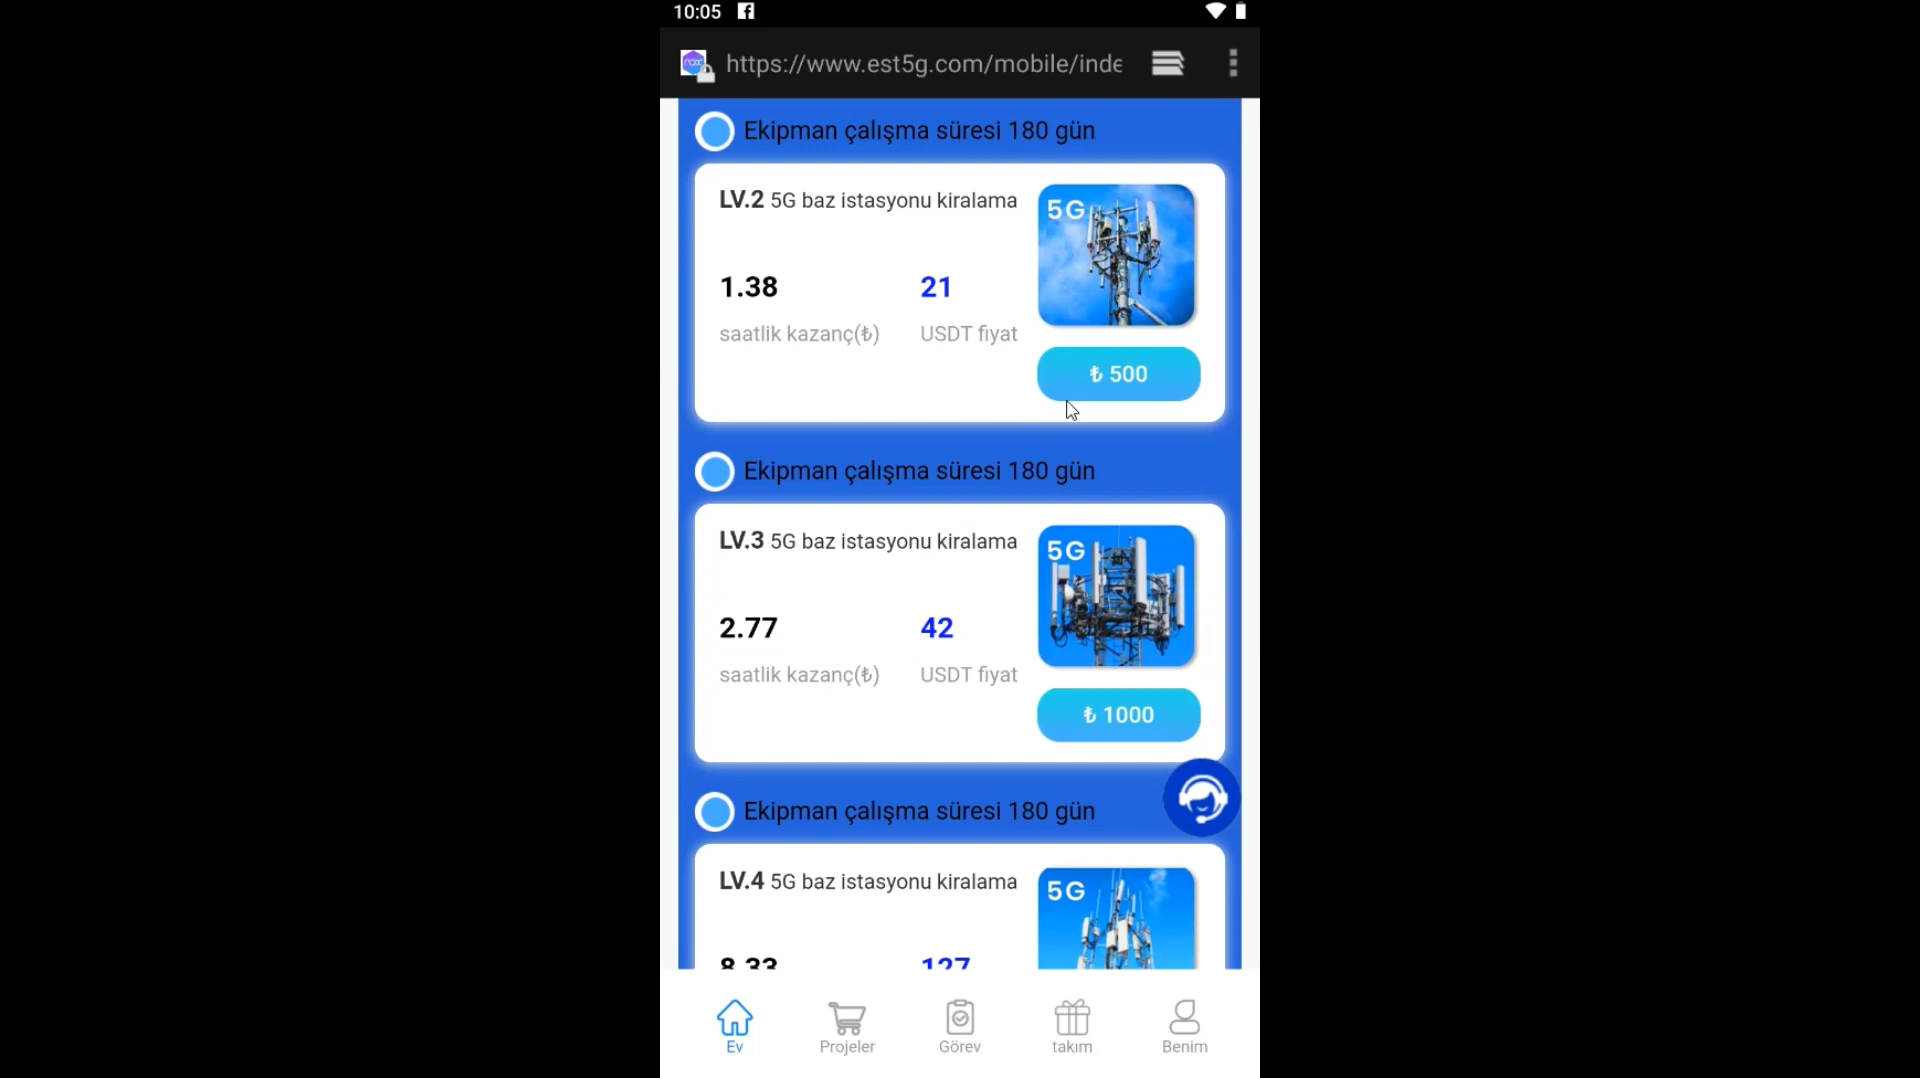 10:05
https://www.est5g.com/mobile/inde
Ekipman çalışma süresi 180 gün
LV.2 5G baz istasyonu kiralama
5G
1.38
21
saatlik kazanç(₺)
USDT fiyat
₺ 500
Ekipman çalışma süresi 180 gün
LV.3 5G baz istasyonu kiralama
5G
2.77
42
saatlik kazanç(₺)
USDT fiyat
₺ 1000
Ekipman çalışma süresi 180 gün
LV.4 5G baz istasyonu kiralama
5G
8.33
127
Ev
Projeler
Görev
takım
Benim